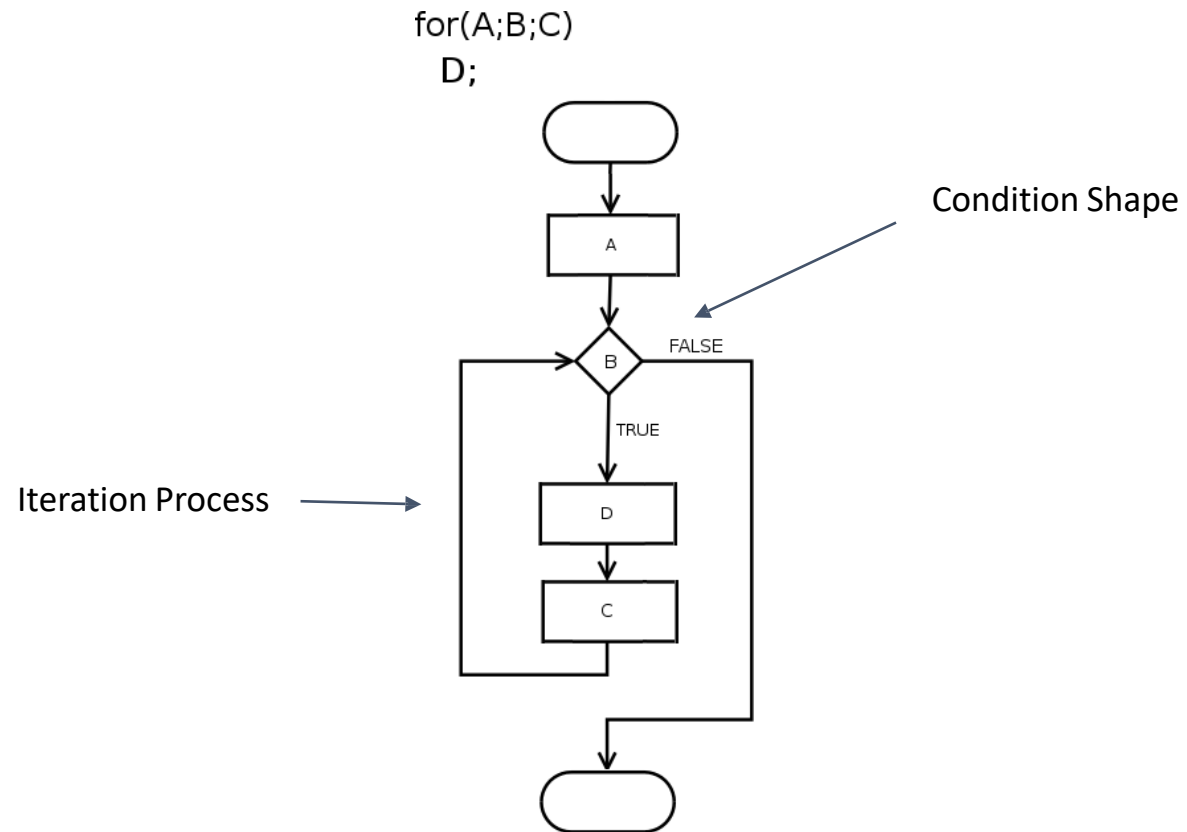 for(A;B;C)
D;
Condition Shape
A
B
FALSE
TRUE
Iteration Process
D
C